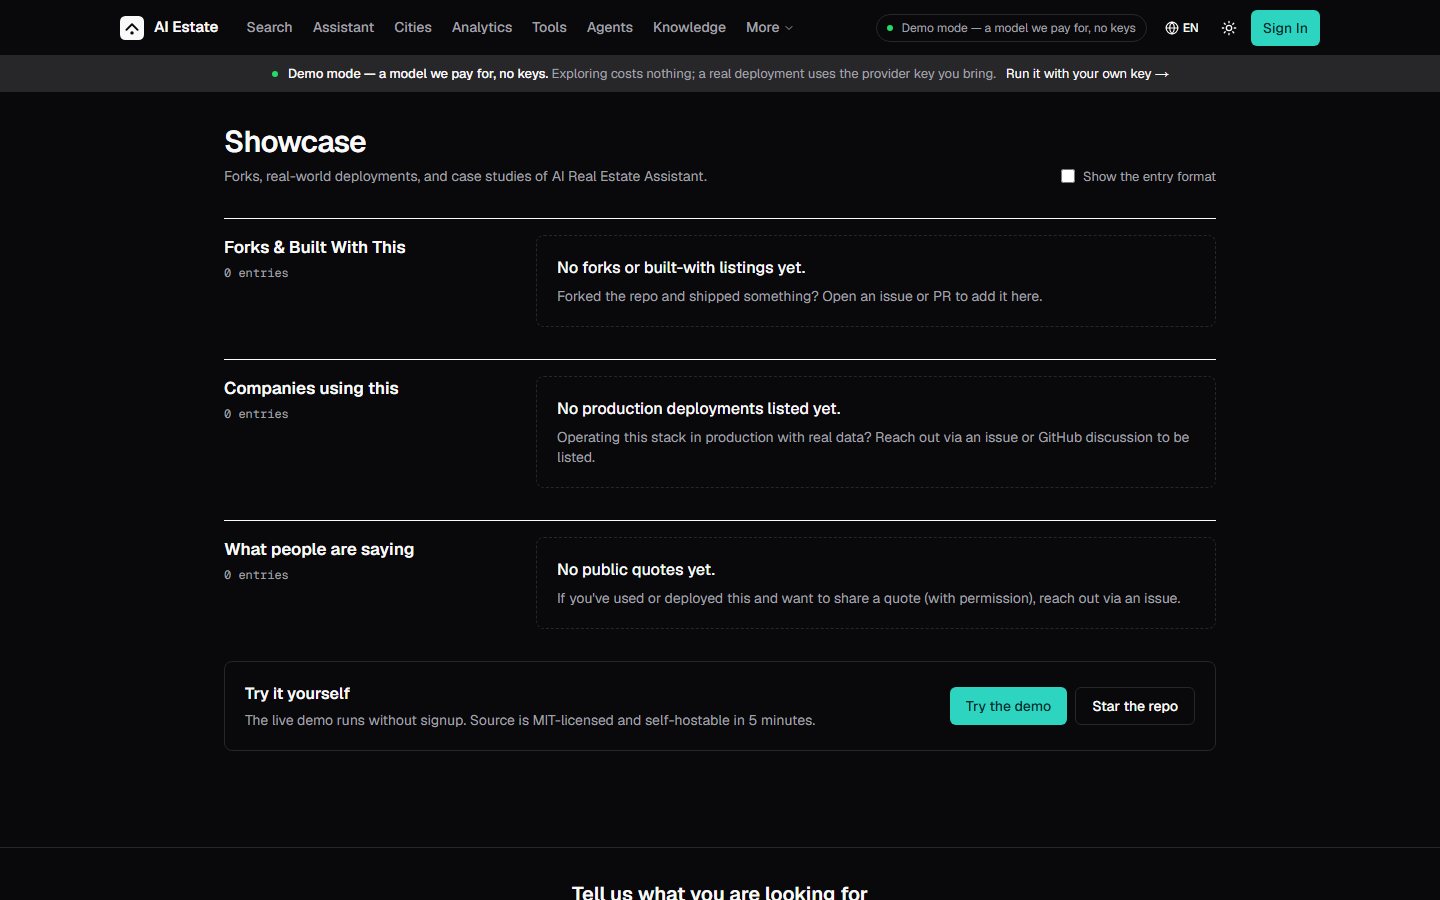 AI Estate
Search
Assistant
Cities
Analytics
Tools
Agents
Knowledge
More
Demo mode — a model we pay for, no keys
EN
Sign In
Demo mode — a model we pay for, no keys. Exploring costs nothing; a real deployment uses the provider key you bring. Run it with your own key →
Showcase
Forks, real-world deployments, and case studies of AI Real Estate Assistant.
Show the entry format
Forks & Built With This
0 entries
No forks or built-with listings yet.
Forked the repo and shipped something? Open an issue or PR to add it here.
Companies using this
0 entries
No production deployments listed yet.
Operating this stack in production with real data? Reach out via an issue or GitHub discussion to be
listed.
What people are saying
0 entries
No public quotes yet.
If you've used or deployed this and want to share a quote (with permission), reach out via an issue.
Try it yourself
The live demo runs without signup. Source is MIT-licensed and self-hostable in 5 minutes.
Try the demo
Star the repo
Tell us what you are looking for